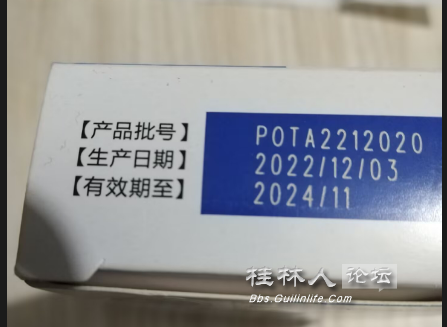 【产品批号】 POTA2212020
【生产日期】 2022/12/03
【有效期至】 2024/11
桂林人论坛
Bbs.Guilinlife.Com